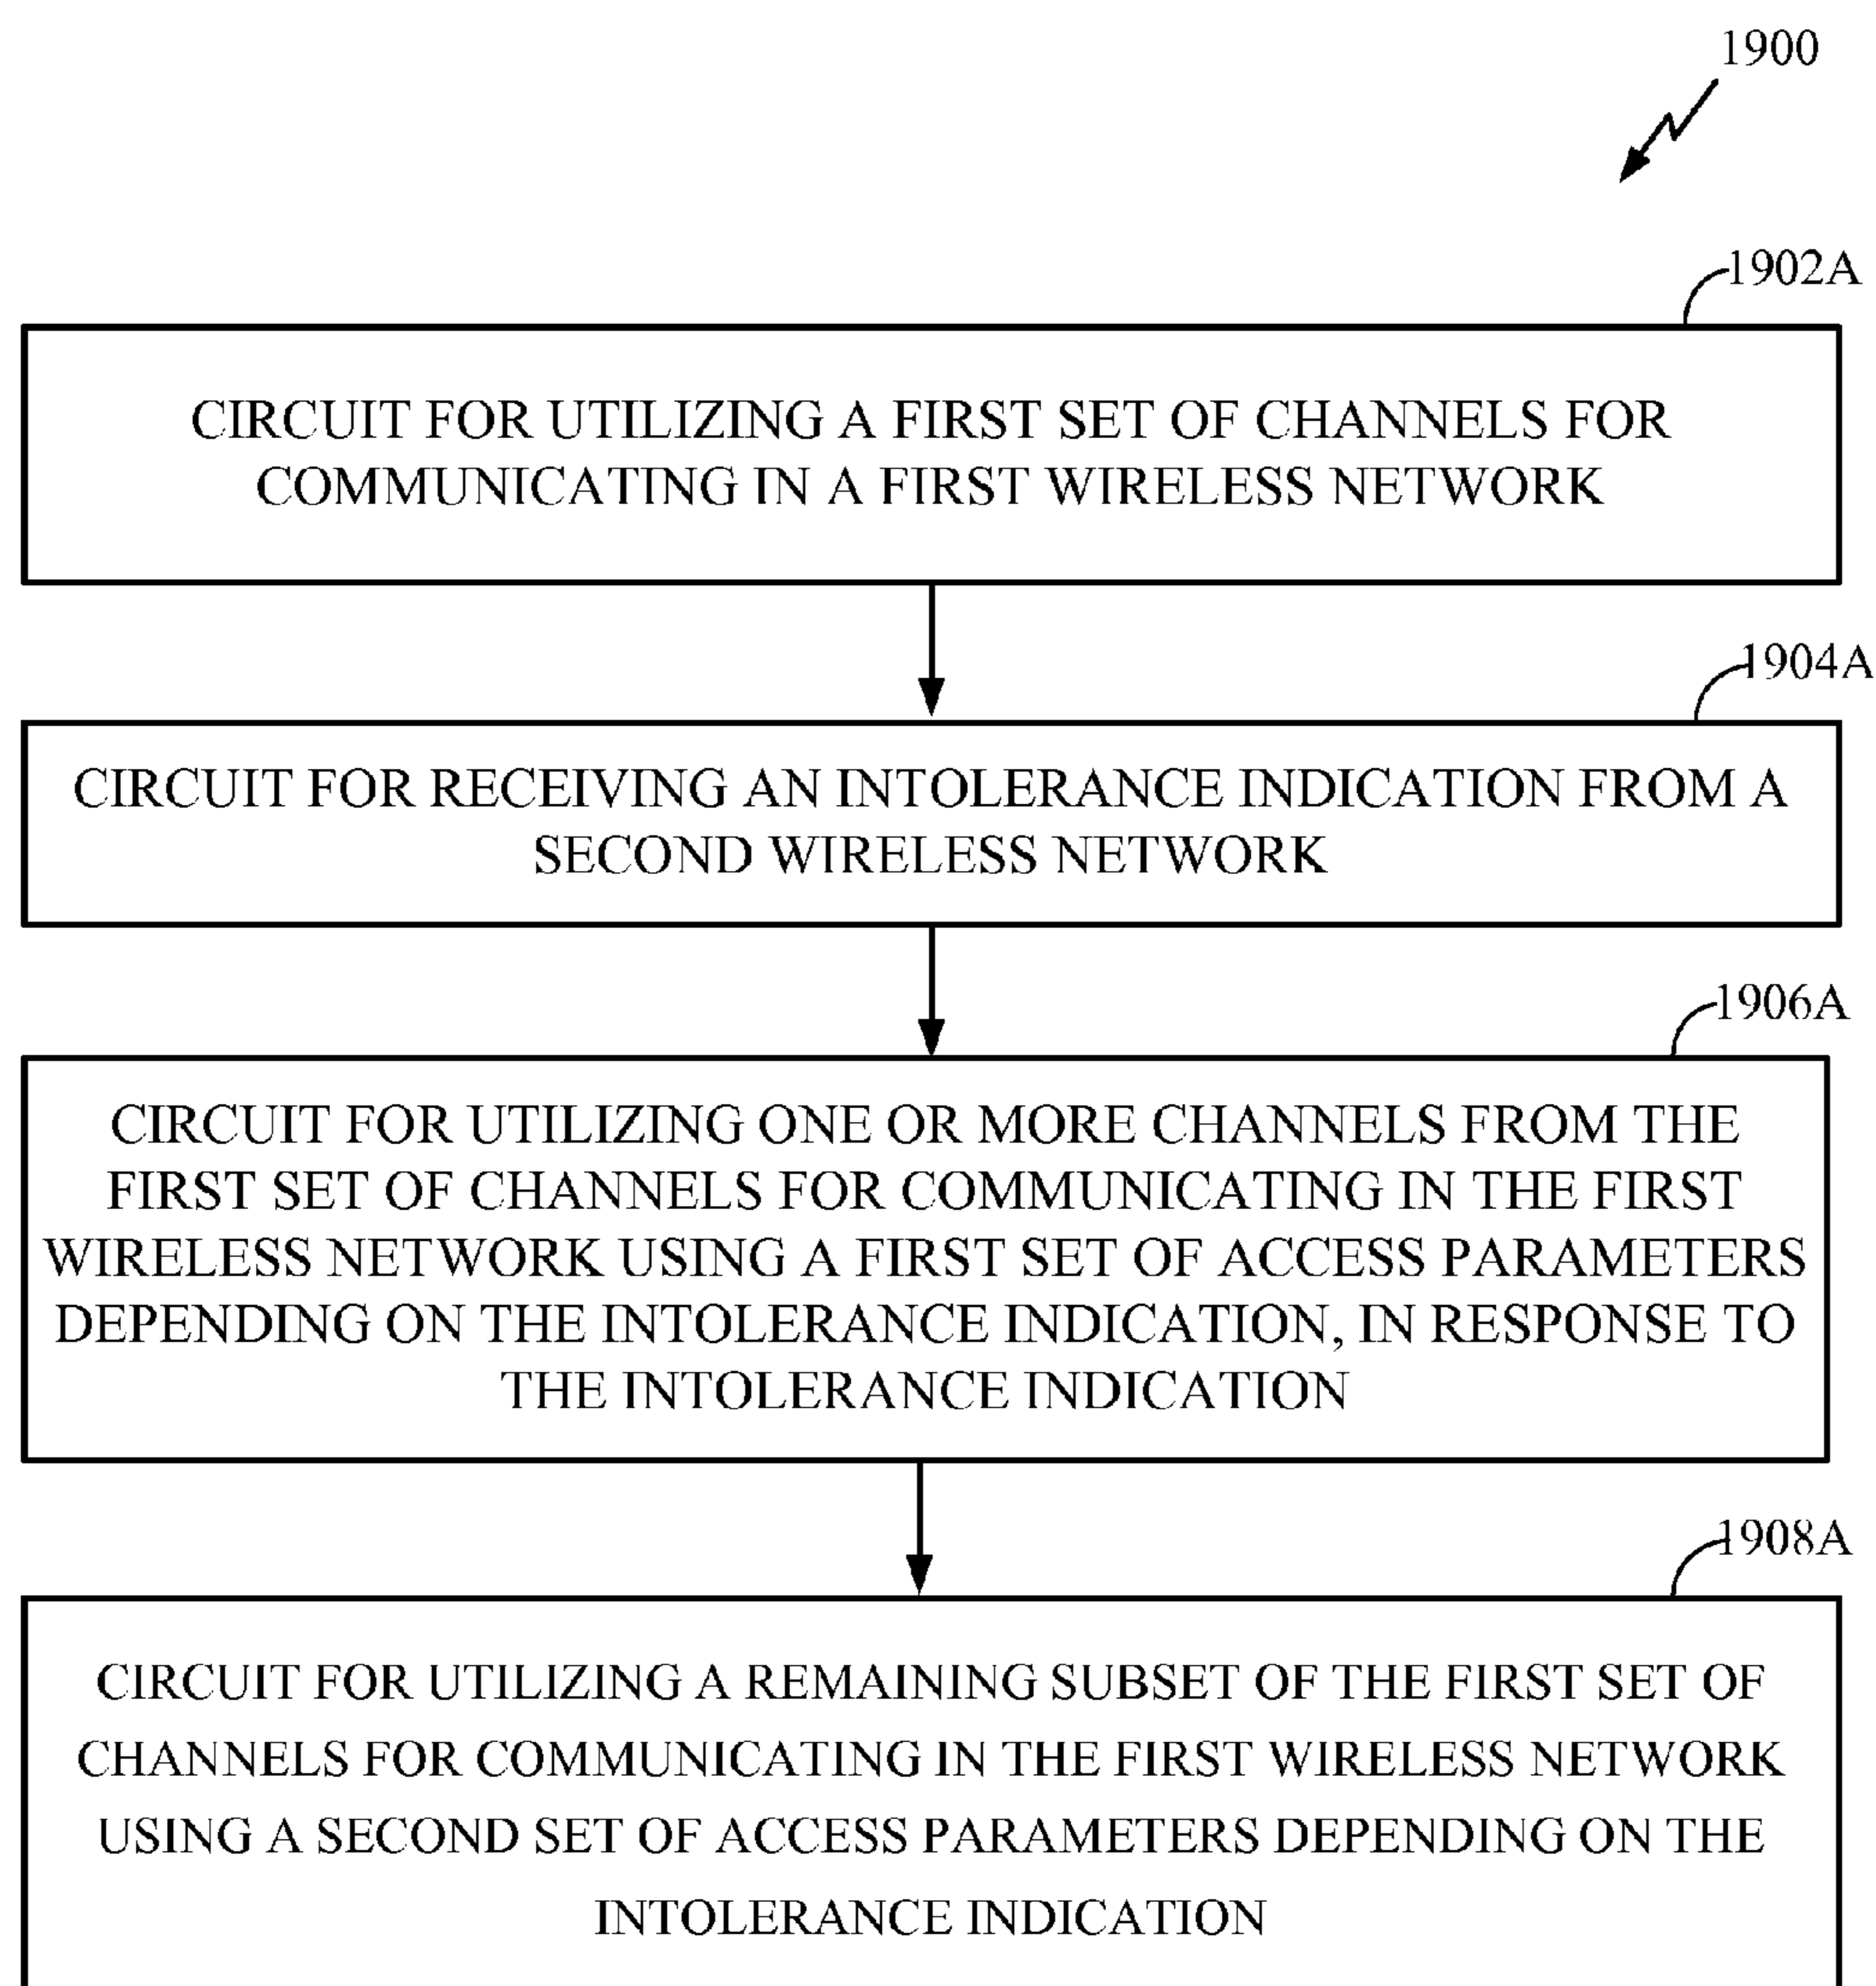 1900
1902A
CIRCUIT FOR UTILIZING A FIRST SET OF CHANNELS FOR
COMMUNICATING IN A FIRST WIRELESS NETWORK
1904A
CIRCUIT FOR RECEIVING AN INTOLERANCE INDICATION FROM A
SECOND WIRELESS NETWORK
1906A
CIRCUIT FOR UTILIZING ONE OR MORE CHANNELS FROM THE
FIRST SET OF CHANNELS FOR COMMUNICATING IN THE FIRST
WIRELESS NETWORK USING A FIRST SET OF ACCESS PARAMETERS
DEPENDING ON THE INTOLERANCE INDICATION, IN RESPONSE TO
THE INTOLERANCE INDICATION
1908A
CIRCUIT FOR UTILIZING A REMAINING SUBSET OF THE FIRST SET OF
CHANNELS FOR COMMUNICATING IN THE FIRST WIRELESS NETWORK
USING A SECOND SET OF ACCESS PARAMETERS DEPENDING ON THE
INTOLERANCE INDICATION